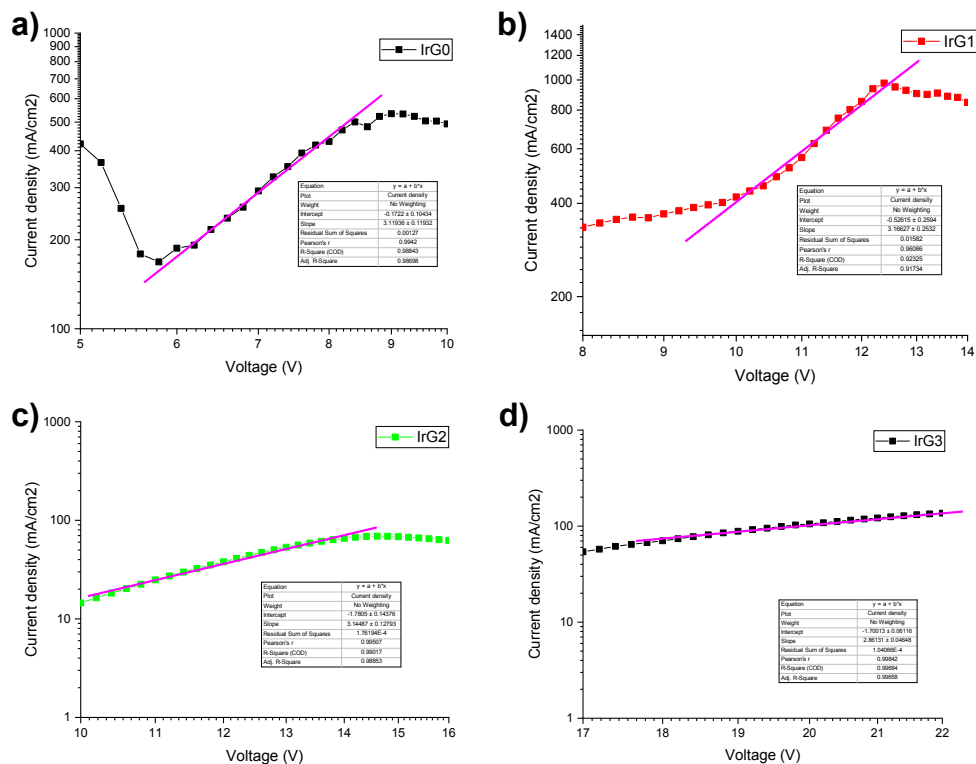 a)
IrG0
Current density (mA/cm2)
1000
900
800
700
600
500
400
300
200
100
5
6
7
8
9
10
Voltage (V)
Equation y = a + b*x
Plot Current density
Weight No Weighting
Intercept -0.1722 ± 0.10434
Slope 3.11936 ± 0.11932
Residual Sum of Squares 0.00127
Pearson's r 0.9942
R-Square (COD) 0.98843
Adj. R-Square 0.98698
b)
IrG1
Current density (mA/cm2)
1400
1000
800
600
400
200
8
9
10
11
12
13
14
Voltage (V)
Equation y = a + b*x
Plot Current density
Weight No Weighting
Intercept -0.52615 ± 0.2594
Slope 3.16627 ± 0.2532
Residual Sum of Squares 0.01582
Pearson's r 0.96086
R-Square (COD) 0.92325
Adj. R-Square 0.91734
c)
IrG2
Current density (mA/cm2)
1000
100
10
1
10
11
12
13
14
15
16
Voltage (V)
Equation y = a + b*x
Plot Current density
Weight No Weighting
Intercept -1.7805 ± 0.14376
Slope 3.14487 ± 0.12793
Residual Sum of Squares 1.76194E-4
Pearson's r 0.99507
R-Square (COD) 0.99017
Adj. R-Square 0.98853
d)
IrG3
Current density (mA/cm2)
1000
100
10
1
17
18
19
20
21
22
Voltage (V)
Equation y = a + b*x
Plot Current density
Weight No Weighting
Intercept -1.70013 ± 0.06116
Slope 2.86131 ± 0.04648
Residual Sum of Squares 1.04086E-4
Pearson's r 0.99842
R-Square (COD) 0.99684
Adj. R-Square 0.99658